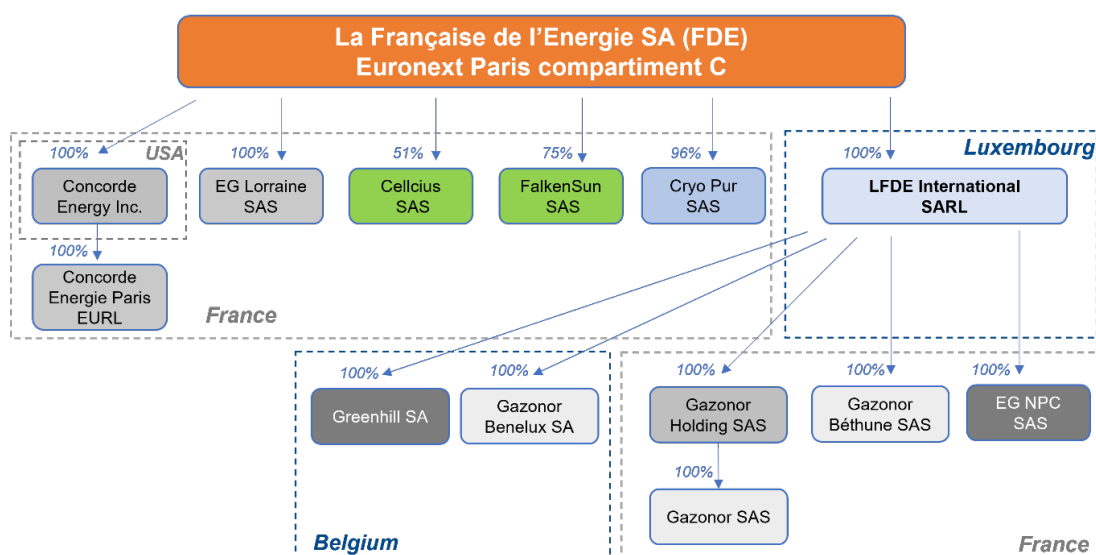 La Française de l’Energie SA (FDE)
Euronext Paris compartiment C
100%
USA
100%
51%
75%
96%
100%
Luxembourg
Concorde
Energy Inc.
EG Lorraine
SAS
Cellcius
SAS
FalkenSun
SAS
Cryo Pur
SAS
LFDE International
SARL
100%
Concorde
Energie Paris
EURL
France
100%
100%
100%
100%
100%
Greenhill SA
Gazonor
Benelux SA
Gazonor
Holding SAS
Gazonor
Béthune SAS
EG NPC
SAS
100%
Gazonor SAS
Belgium
France